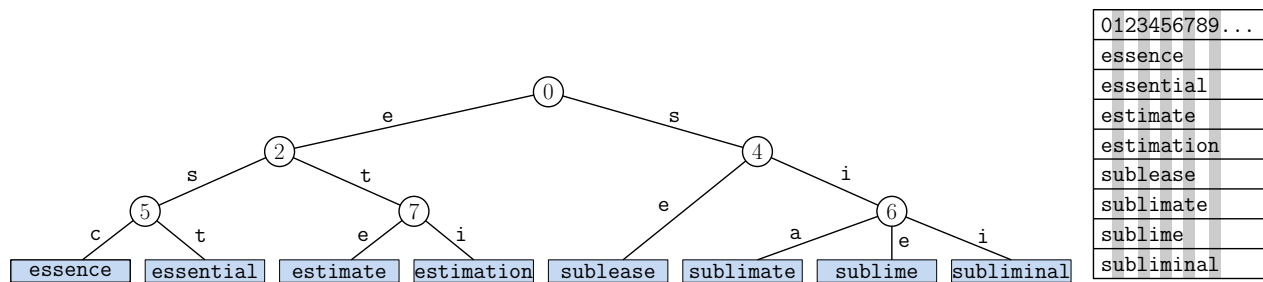 0
e
s
2
4
s
t
i
5
7
e
6
c
t
e
i
a
e
i
essence
essential
estimate
estimation
sublease
sublimate
sublime
subliminal
0123456789...
essence
essential
estimate
estimation
sublease
sublimate
sublime
subliminal